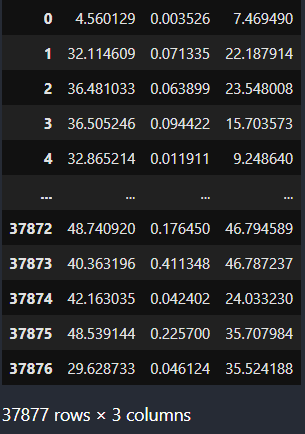 0 4.560129 0.003526 7.469490
1 32.114609 0.071335 22.187914
2 36.481033 0.063899 23.548008
3 36.505246 0.094422 15.703573
4 32.865214 0.011911 9.248640
... ... ... ...
37872 48.740920 0.176450 46.794589
37873 40.363196 0.411348 46.787237
37874 42.163035 0.042402 24.033230
37875 48.539144 0.225700 35.707984
37876 29.628733 0.046124 35.524188
37877 rows × 3 columns